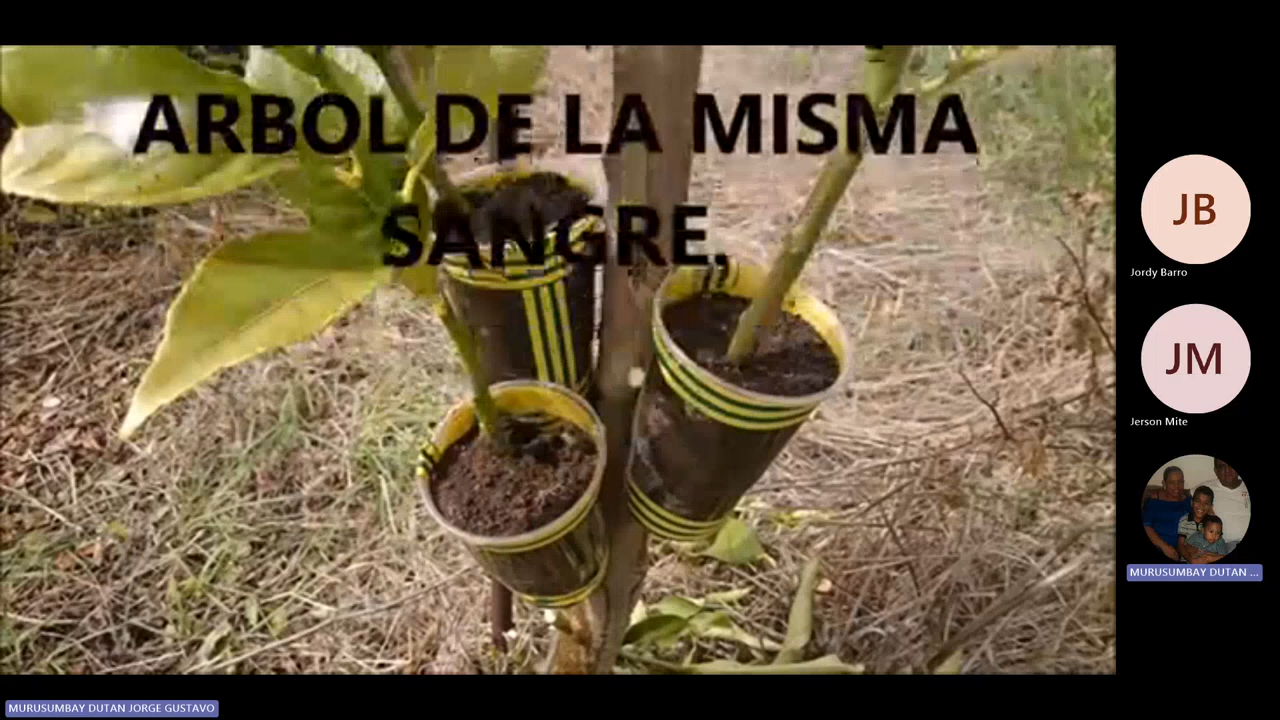 ARBOL DE LA MISMA
SANGRE.
JB
Jordy Barro
JM
Jerson Mite
MURUSUMBAY DUTAN ...
MURUSUMBAY DUTAN JORGE GUSTAVO